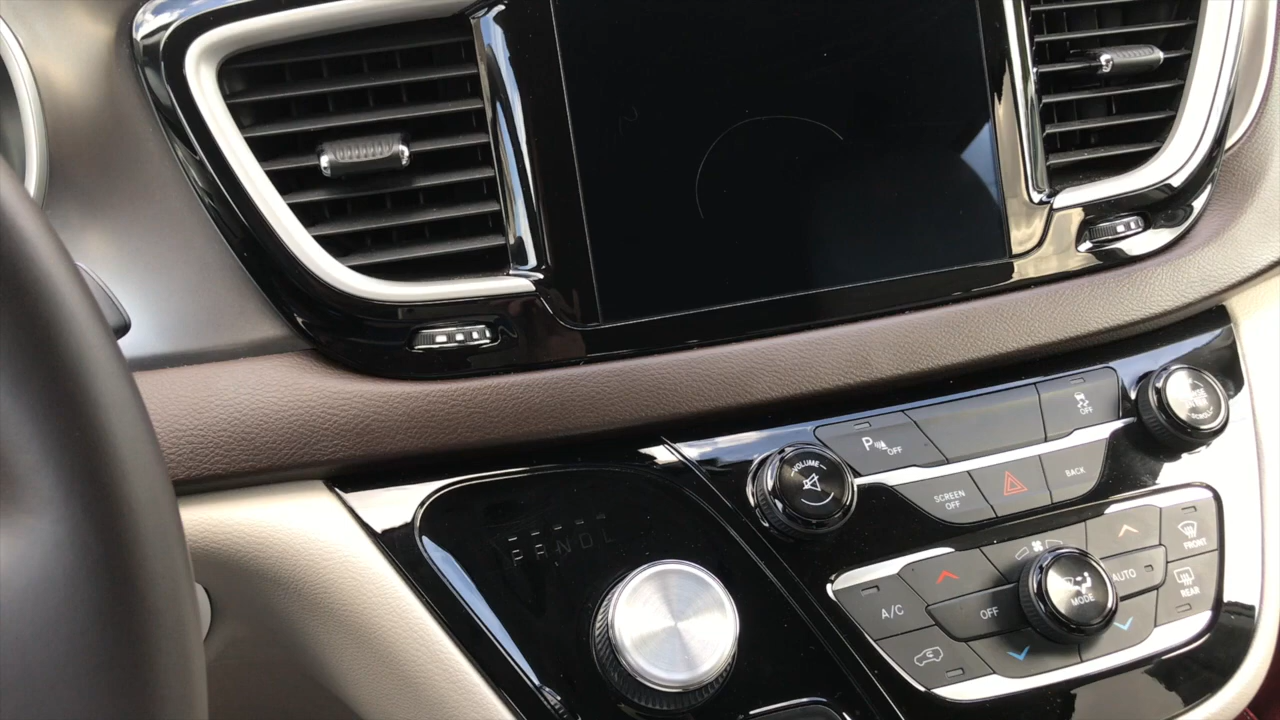 OFF
P OFF
VOLUME
SCREEN
OFF
BACK
PRNDL
FRONT
AUTO
A/C
OFF
MODE
REAR